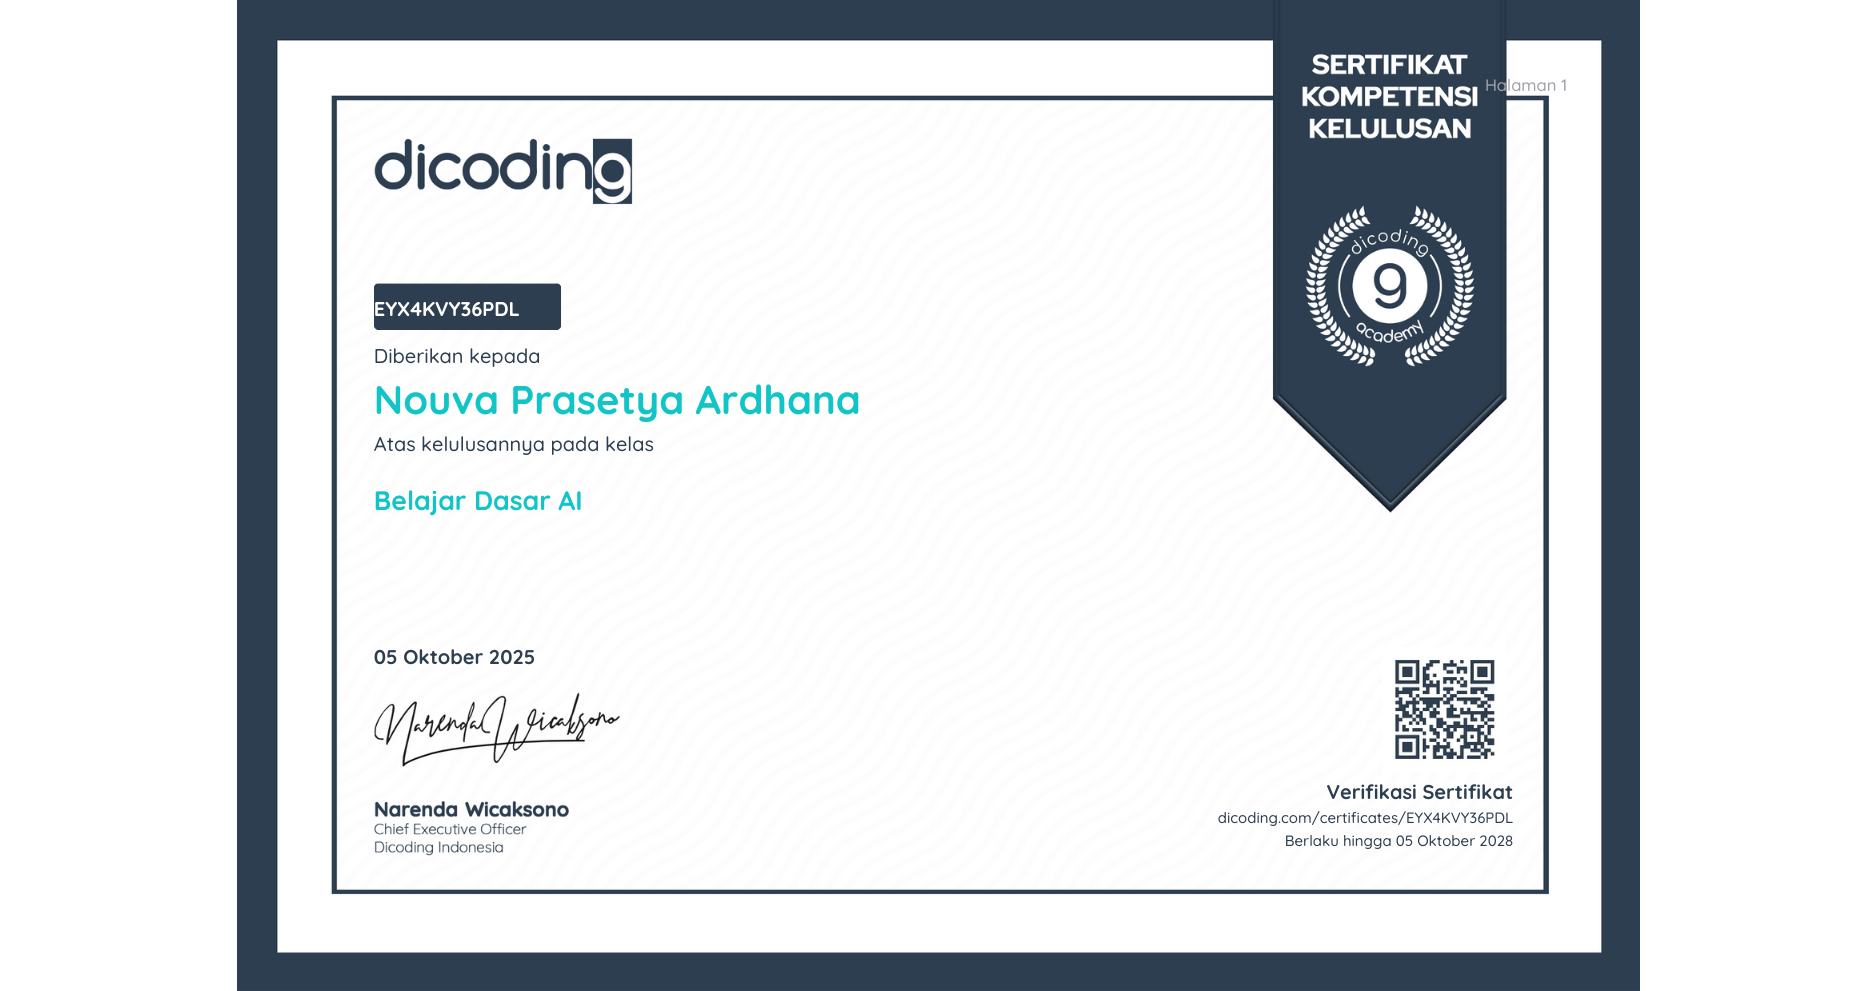 SERTIFIKAT
KOMPETENSI
KELULUSAN
Halaman 1
dicoding
dicoding
g
academy
EYX4KVY36PDL
Diberikan kepada
Nouva Prasetya Ardhana
Atas kelulusannya pada kelas
Belajar Dasar AI
05 Oktober 2025
Narenda Wicaksono
Narenda Wicaksono
Chief Executive Officer
Dicoding Indonesia
Verifikasi Sertifikat
dicoding.com/certificates/EYX4KVY36PDL
Berlaku hingga 05 Oktober 2028